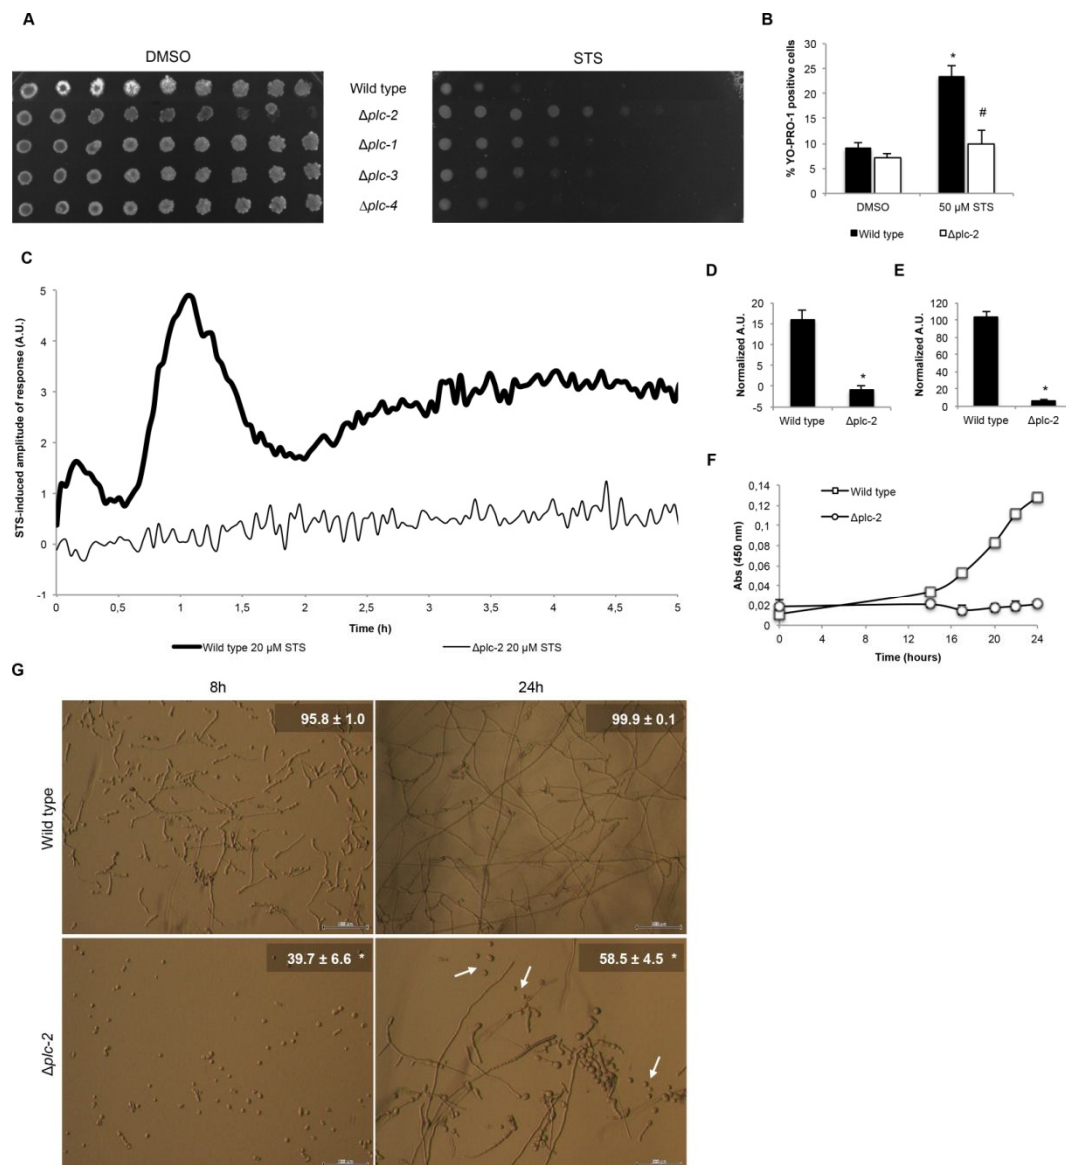 A
DMSO
STS
Wild type
Δplc-2
Δplc-1
Δplc-3
Δplc-4
B
% YO-PRO-1 positive cells
35
30
25
20
15
10
5
0
*
#
DMSO
50 µM STS
Wild type
Δplc-2
C
STS-induced amplitude of response (A.U.)
5
4
3
2
1
0
-1
0
0,5
1
1,5
2
2,5
3
3,5
4
4,5
5
Time (h)
Wild type 20 µM STS
Δplc-2 20 µM STS
D
Normalized A.U.
20
15
10
5
0
-5
*
Wild type
Δplc-2
E
Normalized A.U.
120
100
80
60
40
20
0
*
Wild type
Δplc-2
F
Abs (450 nm)
0,14
0,12
0,1
0,08
0,06
0,04
0,02
0
Wild type
Δplc-2
0
4
8
12
16
20
24
Time (hours)
G
8h
24h
Wild type
95.8 ± 1.0
99.9 ± 0.1
Δplc-2
39.7 ± 6.6 *
58.5 ± 4.5 *